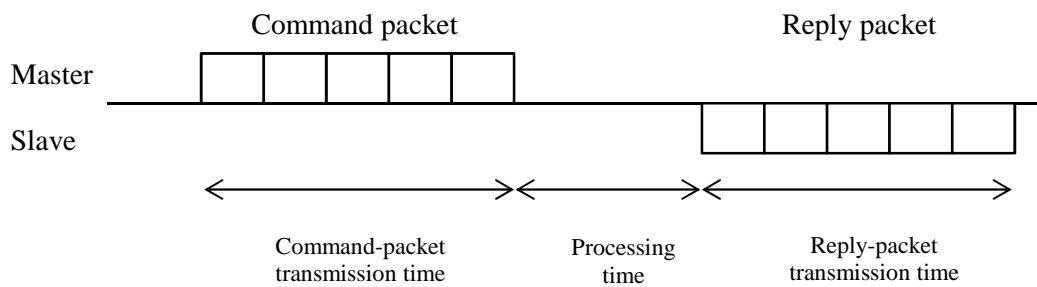 Command packet
Reply packet
Master
Slave
Command-packet
transmission time
Processing
time
Reply-packet
transmission time